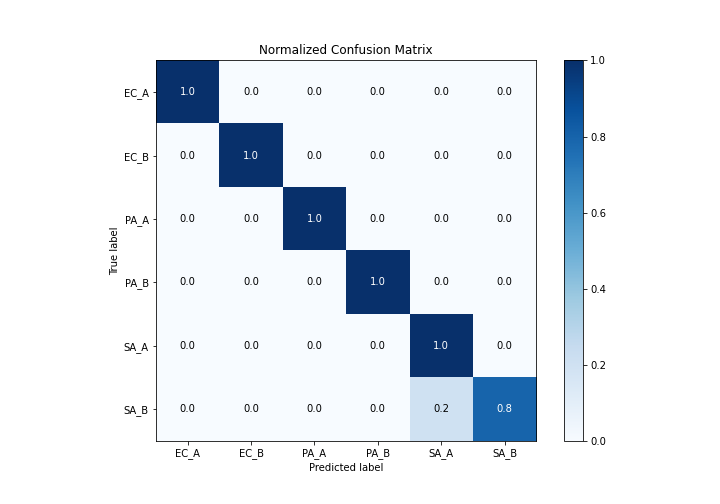 Normalized Confusion Matrix
True label
EC_A 1.0 0.0 0.0 0.0 0.0 0.0
EC_B 0.0 1.0 0.0 0.0 0.0 0.0
PA_A 0.0 0.0 1.0 0.0 0.0 0.0
PA_B 0.0 0.0 0.0 1.0 0.0 0.0
SA_A 0.0 0.0 0.0 0.0 1.0 0.0
SA_B 0.0 0.0 0.0 0.0 0.2 0.8
EC_A EC_B PA_A PA_B SA_A SA_B
Predicted label
1.0
0.8
0.6
0.4
0.2
0.0